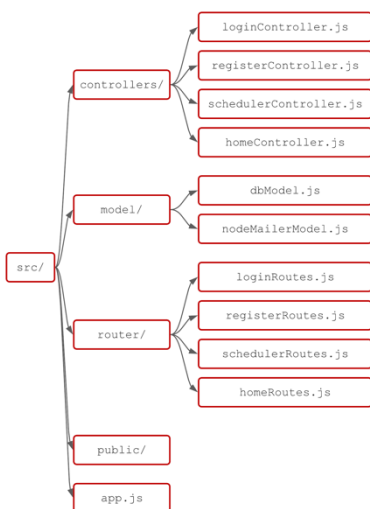 loginController.js
controllers/
registerController.js
schedulerController.js
homeController.js
model/
dbModel.js
nodeMailerModel.js
src/
loginRoutes.js
router/
registerRoutes.js
schedulerRoutes.js
homeRoutes.js
public/
app.js